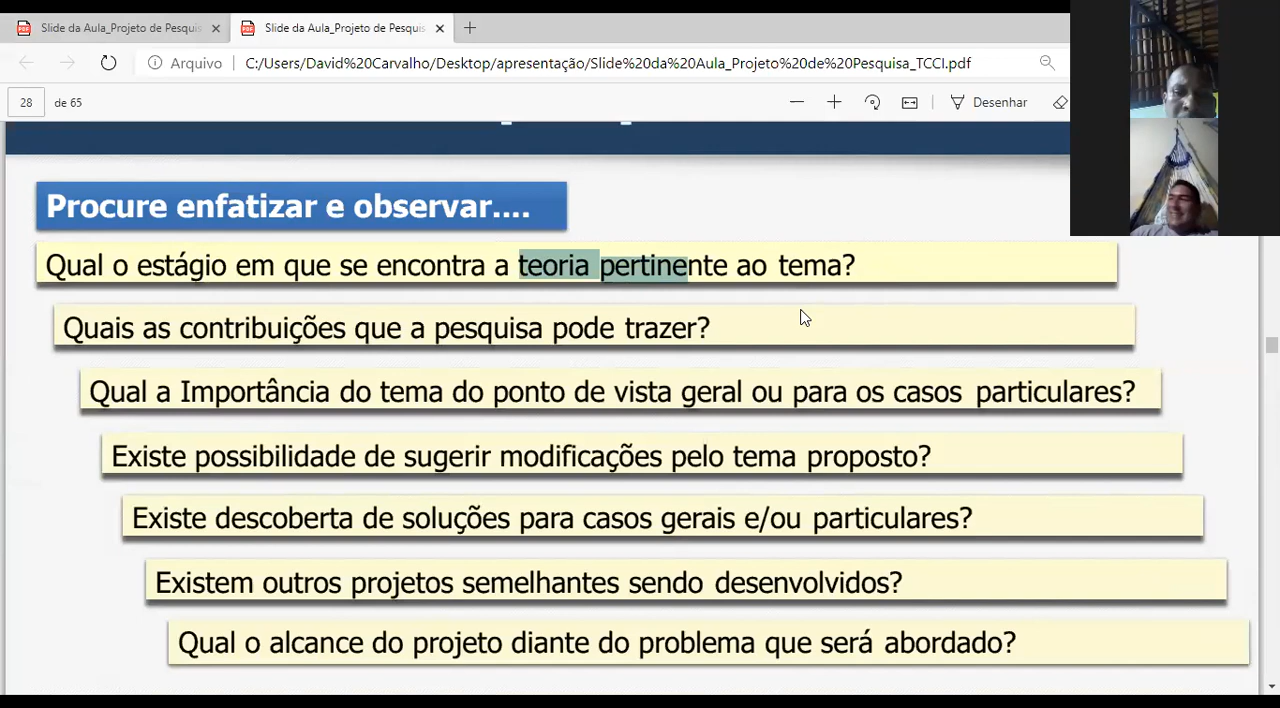 Slide da Aula_Projeto de Pesquis
Slide da Aula_Projeto de Pesquis
Arquivo
C:/Users/David%20Carvalho/Desktop/apresentação/Slide%20da%20Aula_Projeto%20de%20Pesquisa_TCCI.pdf
28 de 65
Desenhar
Procure enfatizar e observar....
Qual o estágio em que se encontra a teoria pertinente ao tema?
Quais as contribuições que a pesquisa pode trazer?
Qual a Importância do tema do ponto de vista geral ou para os casos particulares?
Existe possibilidade de sugerir modificações pelo tema proposto?
Existe descoberta de soluções para casos gerais e/ou particulares?
Existem outros projetos semelhantes sendo desenvolvidos?
Qual o alcance do projeto diante do problema que será abordado?